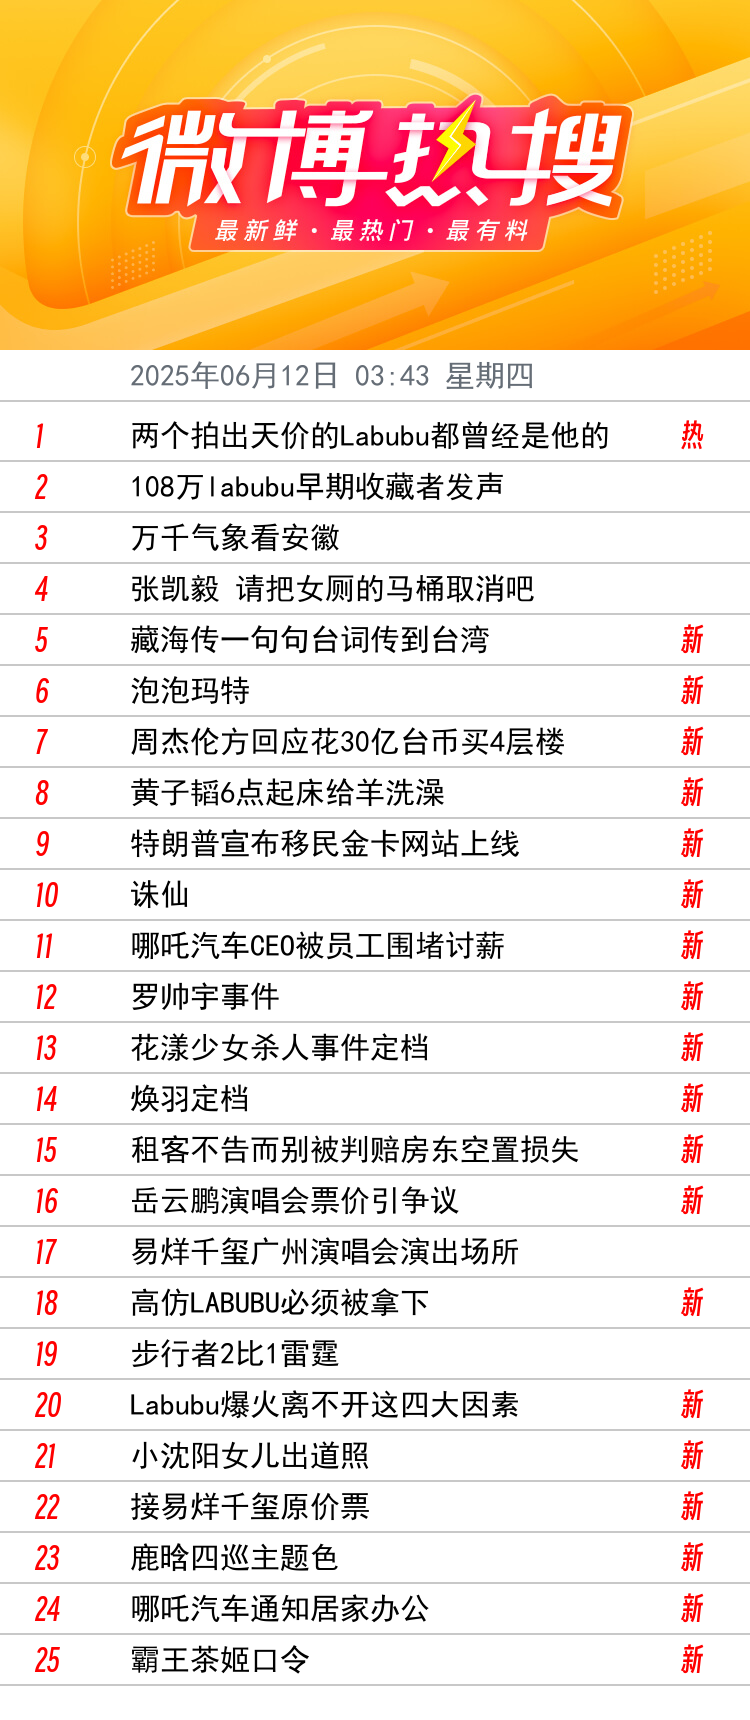 微博热搜
最新鲜·最热门·最有料
2025年06月12日 03:43 星期四
1 两个拍出天价的Labubu都曾经是他的 热
2 108万labubu早期收藏者发声
3 万千气象看安徽
4 张凯毅 请把女厕的马桶取消吧
5 藏海传一句句台词传到台湾 新
6 泡泡玛特 新
7 周杰伦方回应花30亿台币买4层楼 新
8 黄子韬6点起床给羊洗澡 新
9 特朗普宣布移民金卡网站上线 新
10 诛仙 新
11 哪吒汽车CEO被员工围堵讨薪 新
12 罗帅宇事件 新
13 花漾少女杀人事件定档 新
14 焕羽定档 新
15 租客不告而别被判赔房东空置损失 新
16 岳云鹏演唱会票价引争议 新
17 易烊千玺广州演唱会演出场所
18 高仿LABUBU必须被拿下 新
19 步行者2比1雷霆
20 Labubu爆火离不开这四大因素 新
21 小沈阳女儿出道照 新
22 接易烊千玺原价票 新
23 鹿晗四巡主题色 新
24 哪吒汽车通知居家办公 新
25 霸王茶姬口令 新